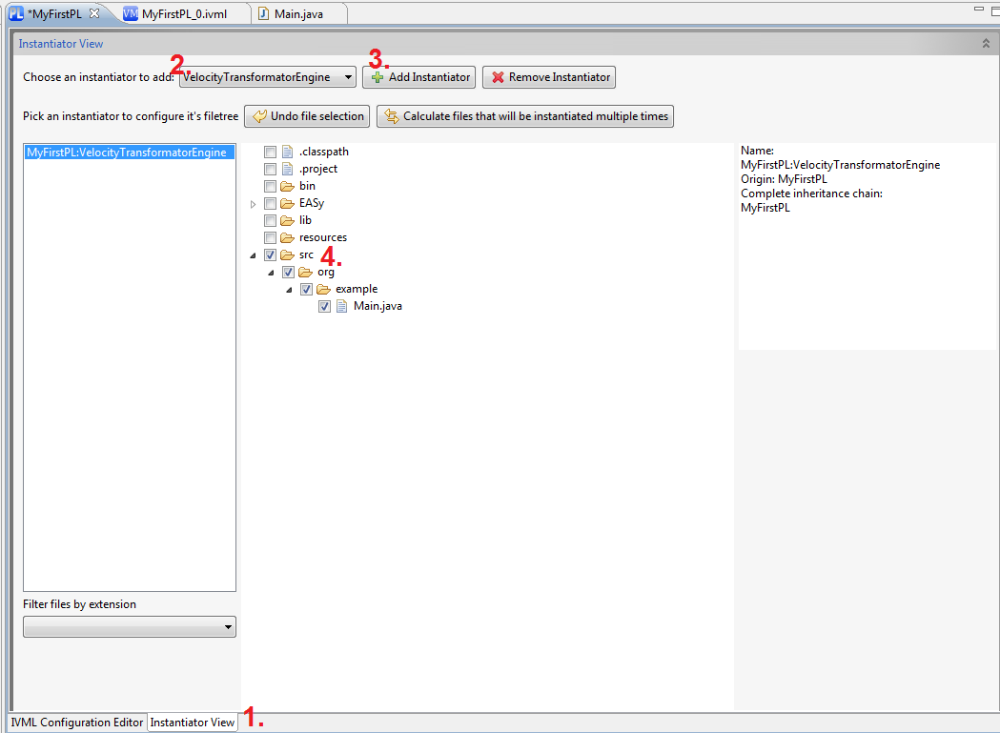 PL *MyFirstPL VM MyFirstPL_0.ivml J Main.java
Instantiator View
2. 3.
Choose an instantiator to add: VelocityTransformatorEngine Add Instantiator Remove Instantiator
Pick an instantiator to configure it's filetree Undo file selection Calculate files that will be instantiated multiple times
MyFirstPL:VelocityTransformatorEngine
.classpath
.project
bin
EASy
lib
resources
src 4.
org
example
Main.java
Name:
MyFirstPL:VelocityTransformatorEngine
Origin: MyFirstPL
Complete inheritance chain:
MyFirstPL
Filter files by extension
IVML Configuration Editor Instantiator View 1.